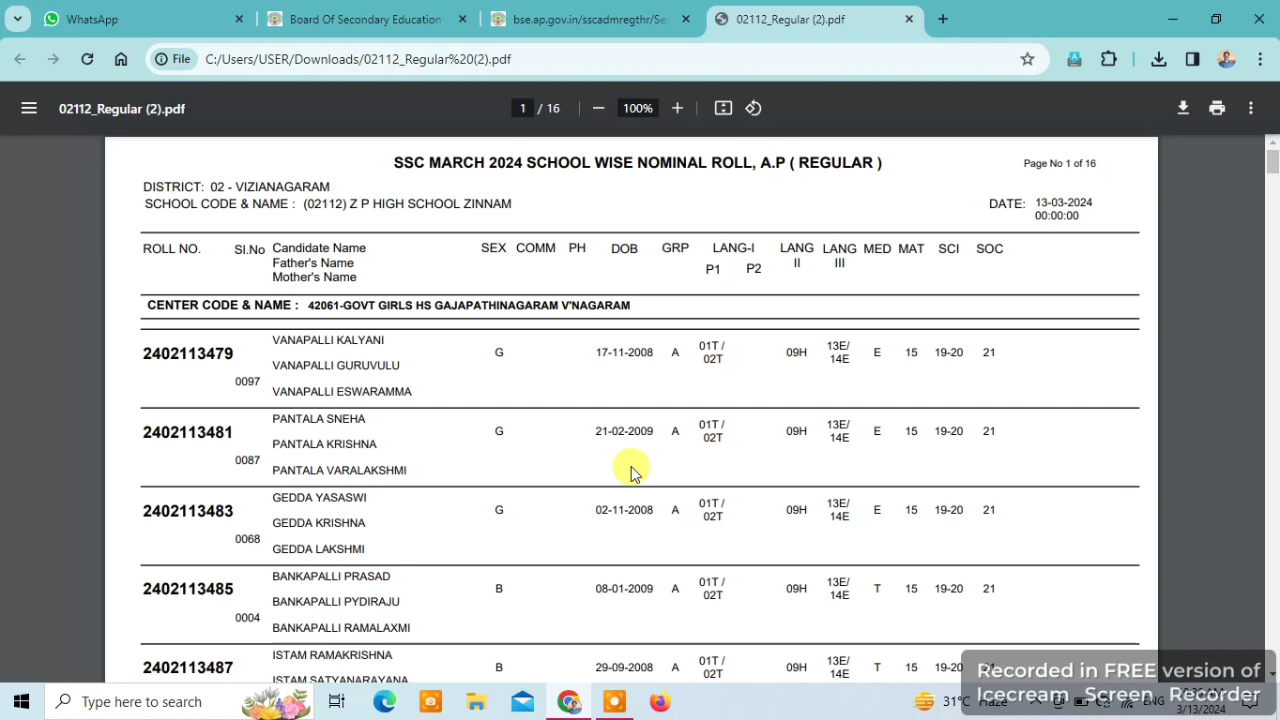 WhatsApp
Board Of Secondary Education
bse.ap.gov.in/sscadmregthr/Se
02112_Regular (2).pdf
File C:/Users/USER/Downloads/02112_Regular%20(2).pdf
02112_Regular (2).pdf 1 / 16 100%
SSC MARCH 2024 SCHOOL WISE NOMINAL ROLL, A.P ( REGULAR ) Page No 1 of 16
DISTRICT: 02 - VIZIANAGARAM
SCHOOL CODE & NAME : (02112) Z P HIGH SCHOOL ZINNAM DATE: 13-03-2024
00:00:00
ROLL NO. Sl.No Candidate Name SEX COMM PH DOB GRP LANG-I LANG LANG MED MAT SCI SOC
Father's Name P1 P2 II III
Mother's Name
CENTER CODE & NAME : 42061-GOVT GIRLS HS GAJAPATHINAGARAM V'NAGARAM
VANAPALLI KALYANI
2402113479 G 17-11-2008 A 01T / 02T 09H 13E/ 14E E 15 19-20 21
VANAPALLI GURUVULU
0097
VANAPALLI ESWARAMMA
PANTALA SNEHA
2402113481 G 21-02-2009 A 01T / 02T 09H 13E/ 14E E 15 19-20 21
PANTALA KRISHNA
0087
PANTALA VARALAKSHMI
GEDDA YASASWI
2402113483 G 02-11-2008 A 01T / 02T 09H 13E/ 14E E 15 19-20 21
GEDDA KRISHNA
0068
GEDDA LAKSHMI
BANKAPALLI PRASAD
2402113485 B 08-01-2009 A 01T / 02T 09H 13E/ 14E T 15 19-20 21
BANKAPALLI PYDIRAJU
0004
BANKAPALLI RAMALAXMI
ISTAM RAMAKRISHNA
2402113487 B 29-09-2008 A 01T / 02T 09H 13E/ 14E T 15 19-20
ISTAM SATYANARAYANA
Recorded in FREE version of
Icecream Screen Recorder
Type here to search 31°C Haze ENG
3/13/2024